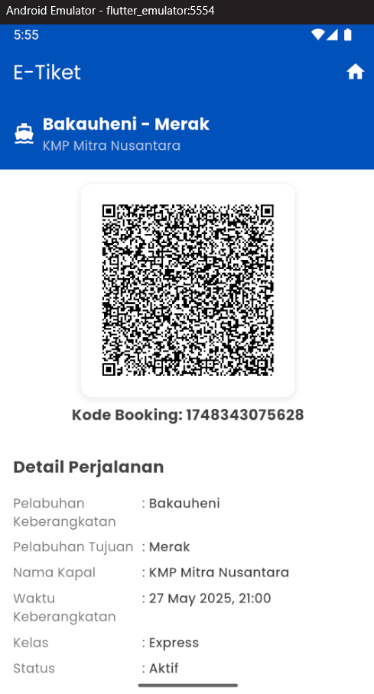 Android Emulator - flutter_emulator:5554
5:55
E-Tiket
Bakauheni - Merak
KMP Mitra Nusantara
Kode Booking: 1748343075628
Detail Perjalanan
Pelabuhan Keberangkatan : Bakauheni
Pelabuhan Tujuan : Merak
Nama Kapal : KMP Mitra Nusantara
Waktu Keberangkatan : 27 May 2025, 21:00
Kelas : Express
Status : Aktif